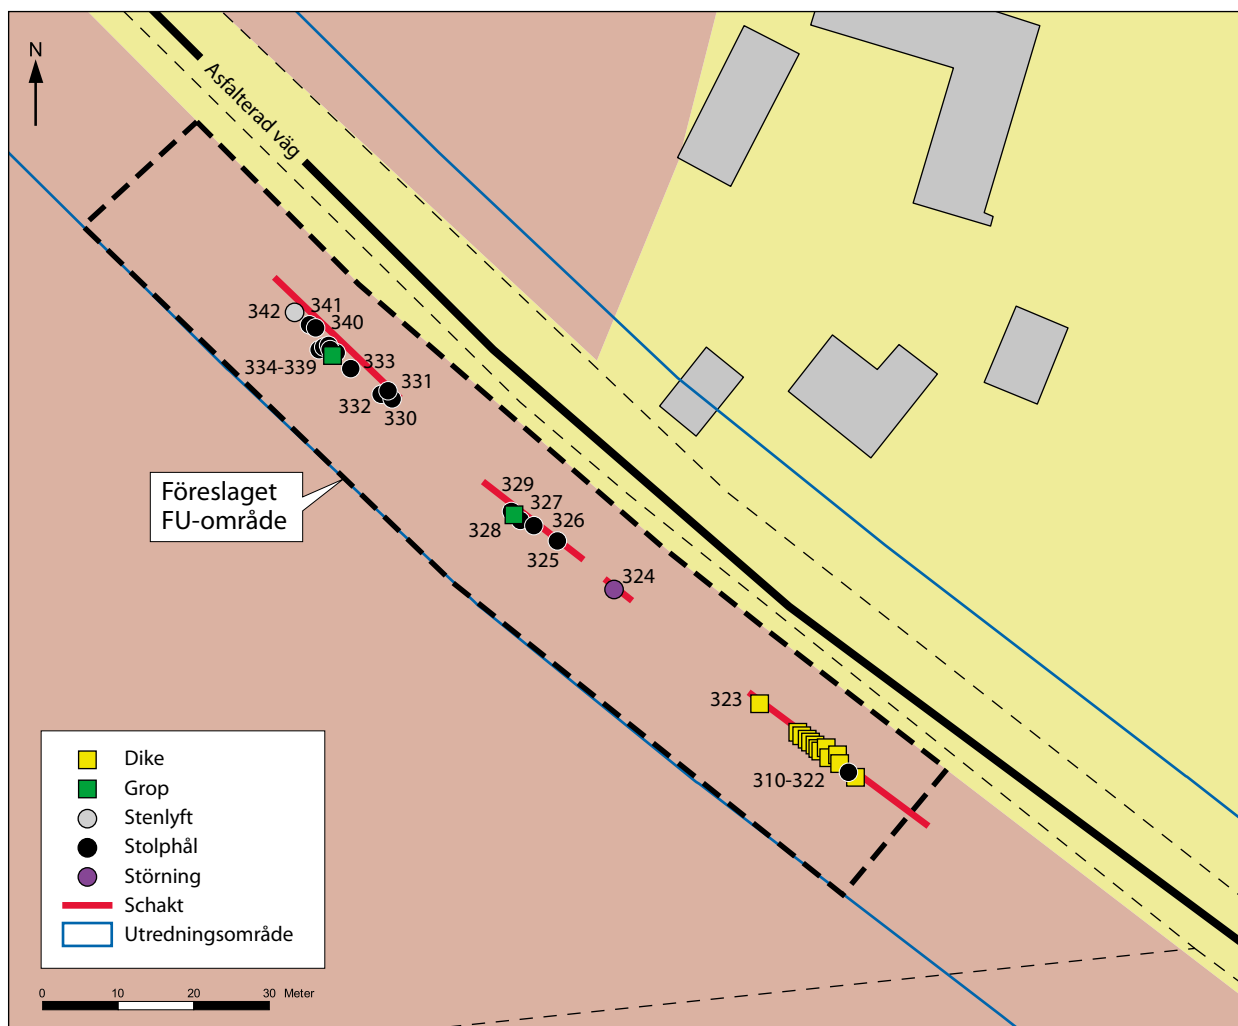 N
Asfalterad väg
341
342
340
333
334-339
331
332
330
Föreslaget
FU-område
329
327
328
326
325
324
323
310-322
Dike
Grop
Stenlyft
Stolphål
Störning
Schakt
Utredningsområde
0 10 20 30 Meter